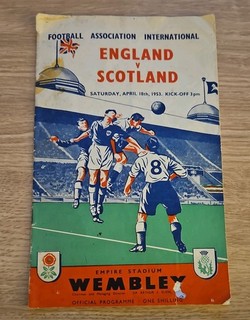 FOOTBALL ASSOCIATION INTERNATIONAL
ENGLAND
V
SCOTLAND
SATURDAY, APRIL 18th, 1953. KICK-OFF 3pm
8
EMPIRE STADIUM
WEMBLEY
OFFICIAL PROGRAMME · ONE SHILLING